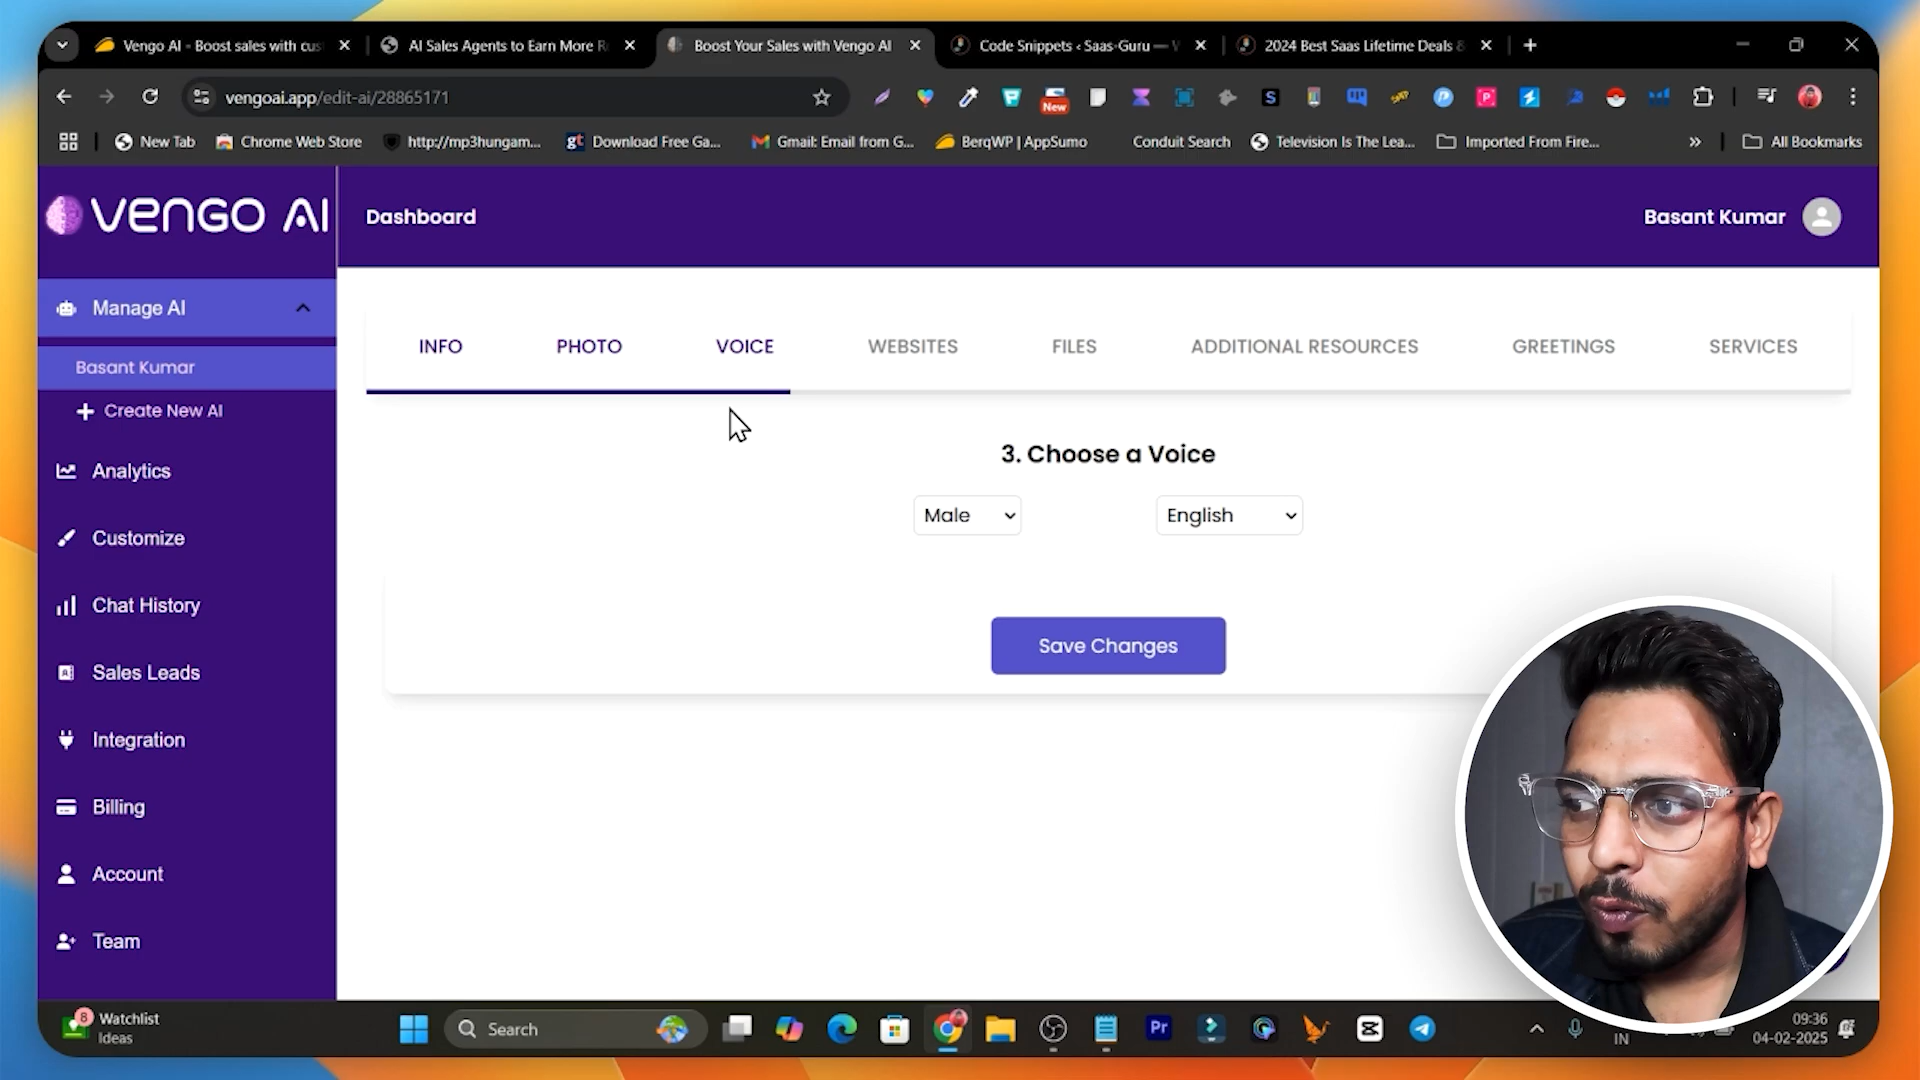 Vengo AI - Boost sales with cus
AI Sales Agents to Earn More R
Boost Your Sales with Vengo AI
Code Snippets ‹ Saas-Guru — V
2024 Best Saas Lifetime Deals &
vengoai.app/edit-ai/28865171
New
New Tab
Chrome Web Store
http://mp3hungam...
gt
Download Free Ga...
Gmail: Email from G...
BerqWP | AppSumo
Conduit Search
Television Is The Lea...
Imported From Fire...
»
All Bookmarks
VENGO AI
Dashboard
Basant Kumar
Manage AI
Basant Kumar
Create New AI
Analytics
Customize
Chat History
Sales Leads
Integration
Billing
Account
Team
INFO
PHOTO
VOICE
WEBSITES
FILES
ADDITIONAL RESOURCES
GREETINGS
SERVICES
3. Choose a Voice
Male
English
Save Changes
8
Watchlist
Ideas
Search
Pr
IN
09:36
04-02-2025